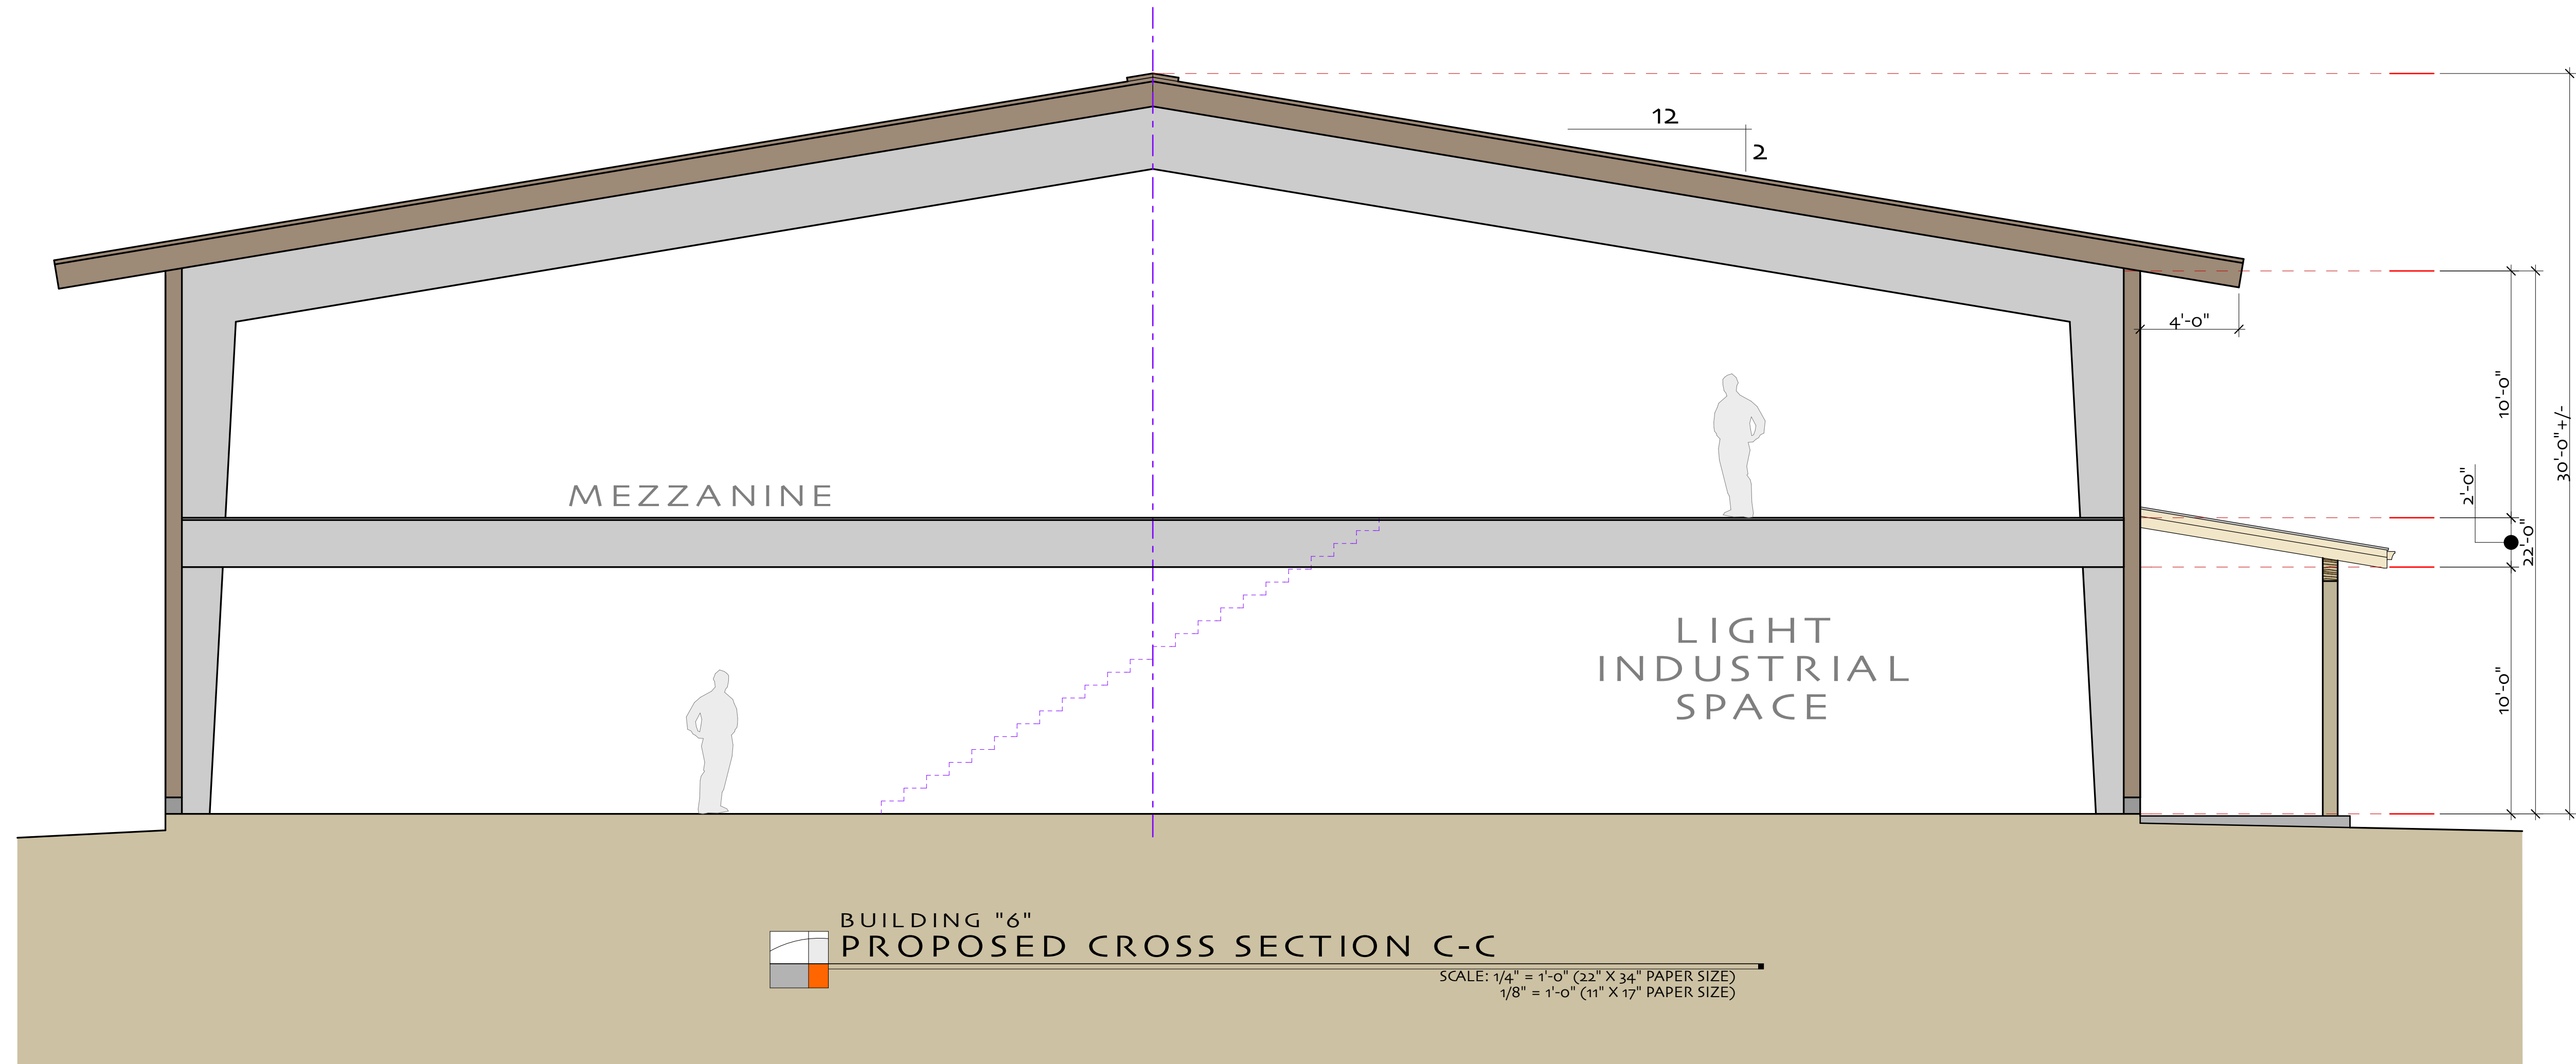 12
2
4'-0"
10'-0"
30'-0"+/-
MEZZANINE
2'-0"
22'-0"
LIGHT
INDUSTRIAL
SPACE
10'-0"
BUILDING "6"
PROPOSED CROSS SECTION C-C
SCALE: 1/4" = 1'-0" (22" X 34" PAPER SIZE)
1/8" = 1'-0" (11" X 17" PAPER SIZE)